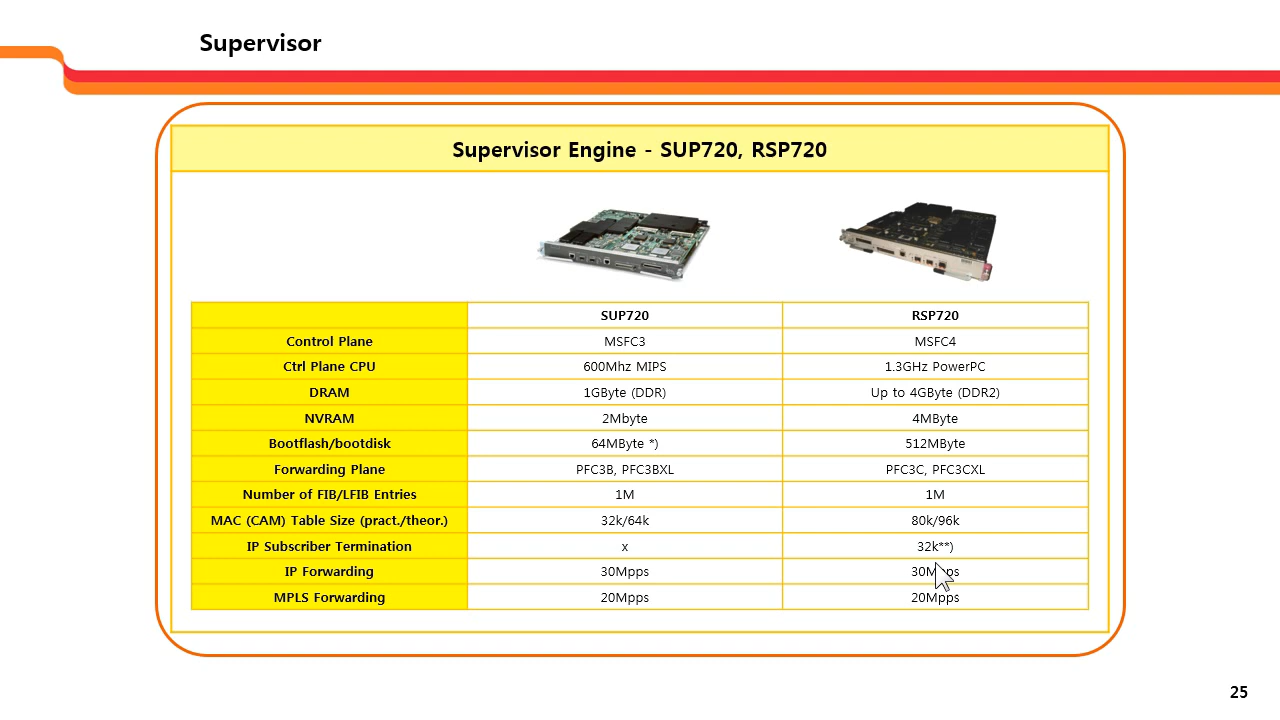 Supervisor
Supervisor Engine - SUP720, RSP720
SUP720 RSP720
Control Plane MSFC3 MSFC4
Ctrl Plane CPU 600Mhz MIPS 1.3GHz PowerPC
DRAM 1GByte (DDR) Up to 4GByte (DDR2)
NVRAM 2Mbyte 4MByte
Bootflash/bootdisk 64MByte *) 512MByte
Forwarding Plane PFC3B, PFC3BXL PFC3C, PFC3CXL
Number of FIB/LFIB Entries 1M 1M
MAC (CAM) Table Size (pract./theor.) 32k/64k 80k/96k
IP Subscriber Termination x 32k**)
IP Forwarding 30Mpps 30Mpps
MPLS Forwarding 20Mpps 20Mpps
25